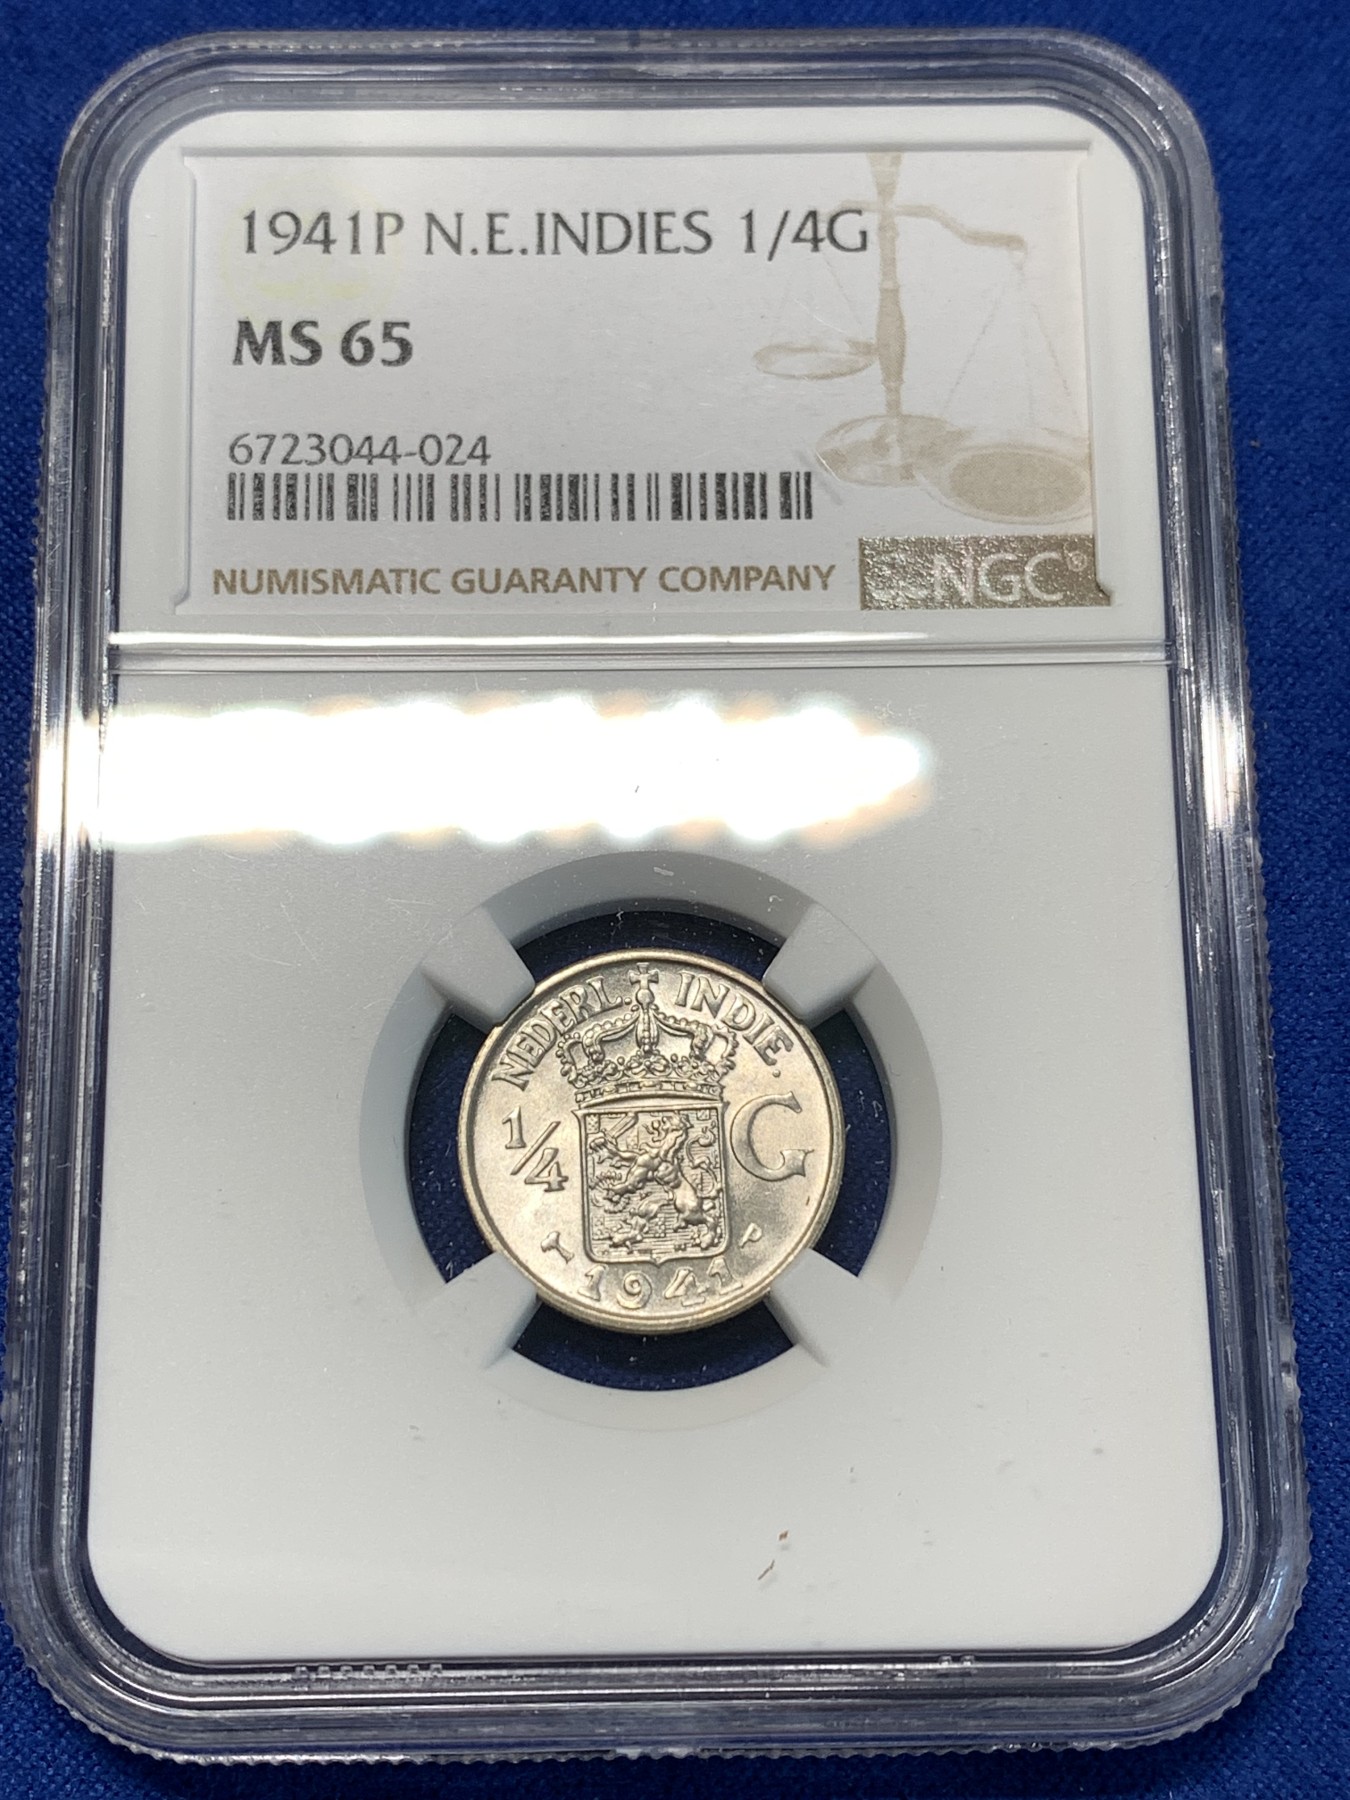 1941P N.E.INDIES 1/4G
MS 65
6723044-024
NUMISMATIC GUARANTY COMPANY NGC®
NEDERL. INDIE.
1/4 G
P
1941